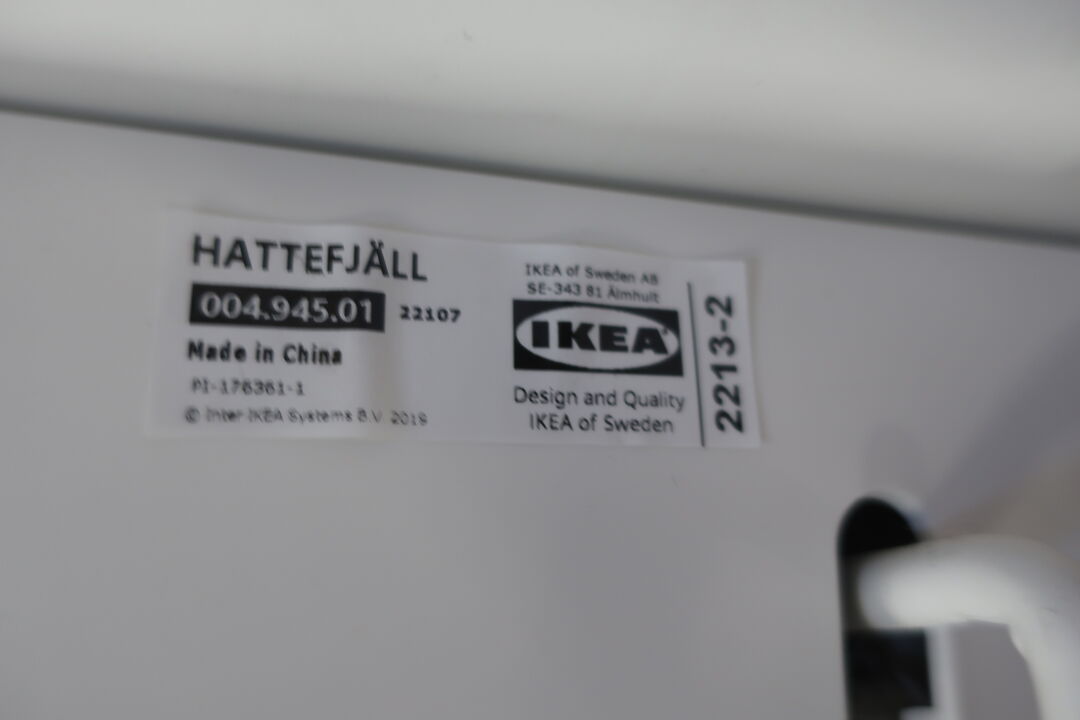 HATTEFJÄLL
004.945.01 22107
Made in China
PI-176361-1
© Inter IKEA Systems B.V. 2019
IKEA of Sweden AB
SE-343 81 Älmhult
IKEA
Design and Quality
IKEA of Sweden
2213-2